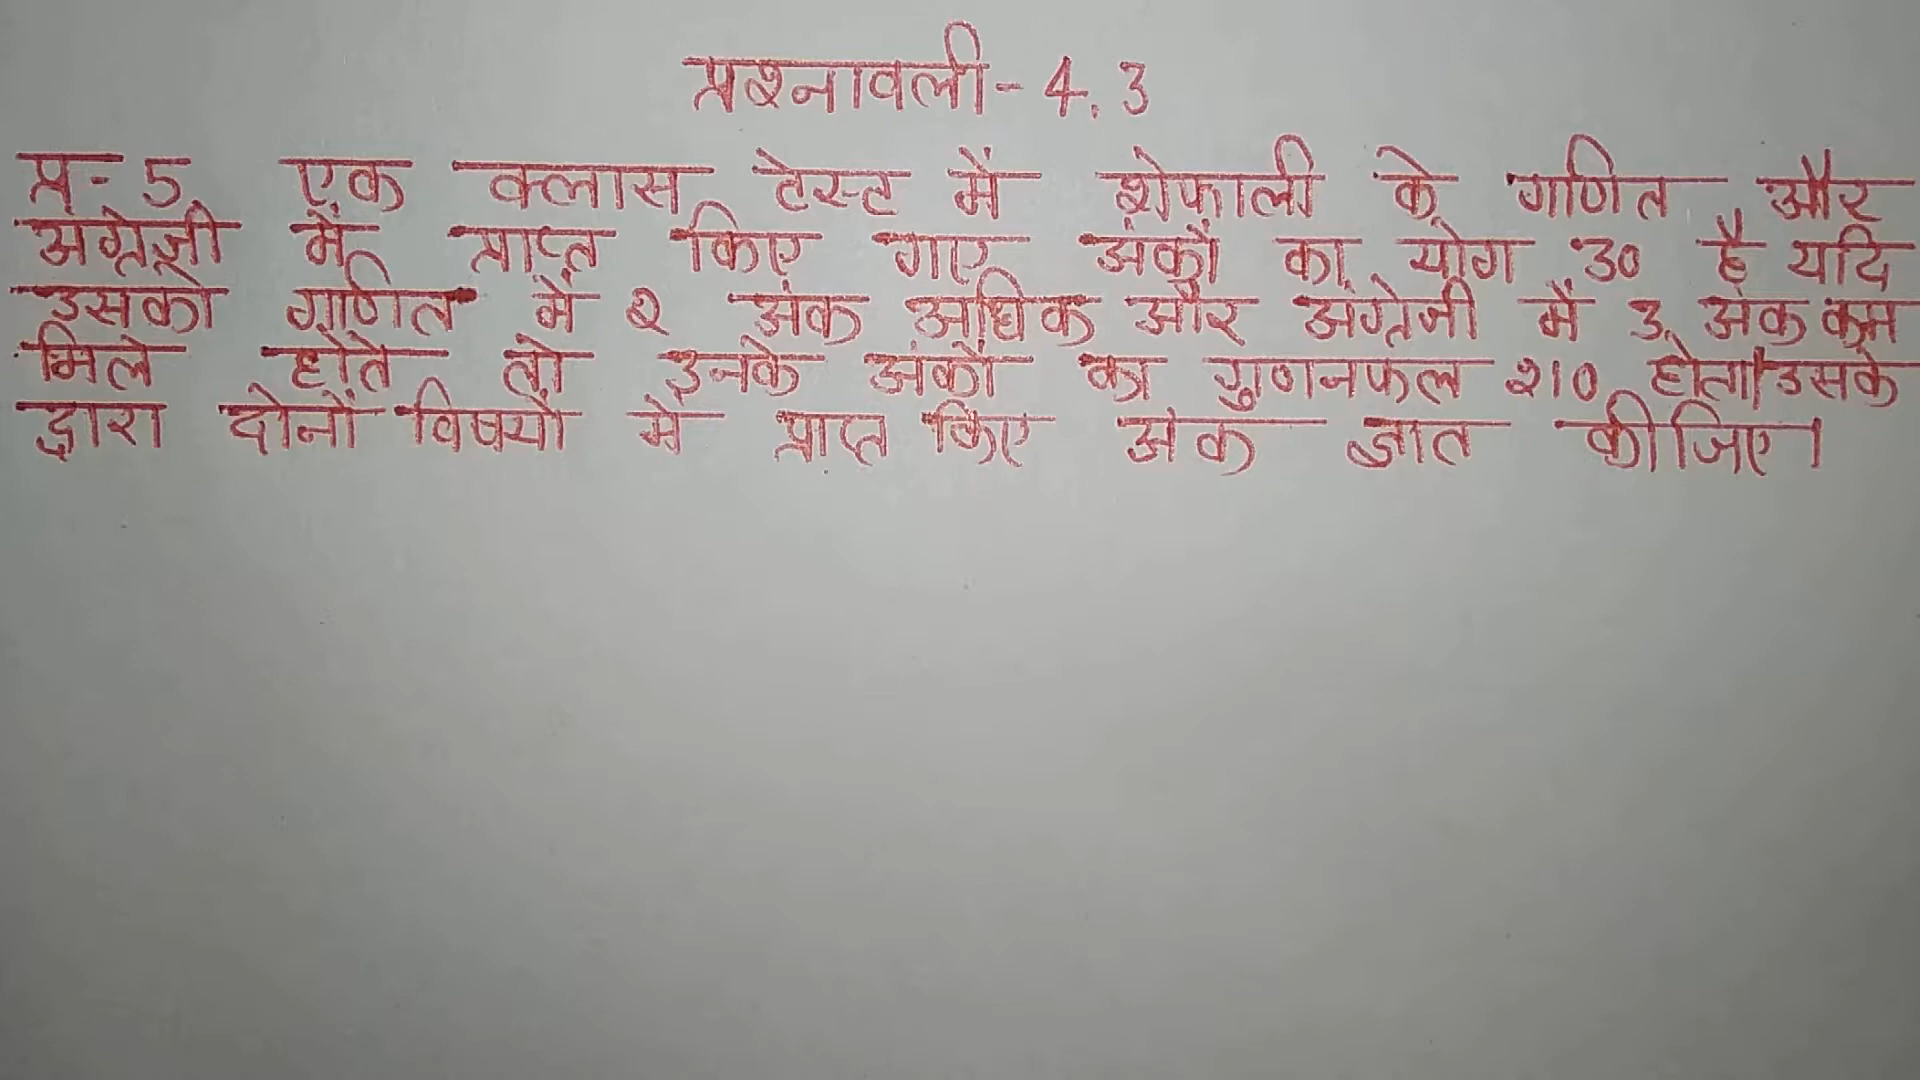 प्रश्नावली- 4.3
प्र- 5 एक क्लास टेस्ट में शेफाली के गणित और
अंग्रेजी में प्राप्त किए गए अंकों का योग 30 है यदि
उसको गणित में 2 अंक अधिक और अंग्रेजी में 3 अंक कम
मिले होते तो उनके अंकों का गुणनफल 210 होता।उसके
द्वारा दोनों विषयों में प्राप्त किए अंक ज्ञात कीजिए।